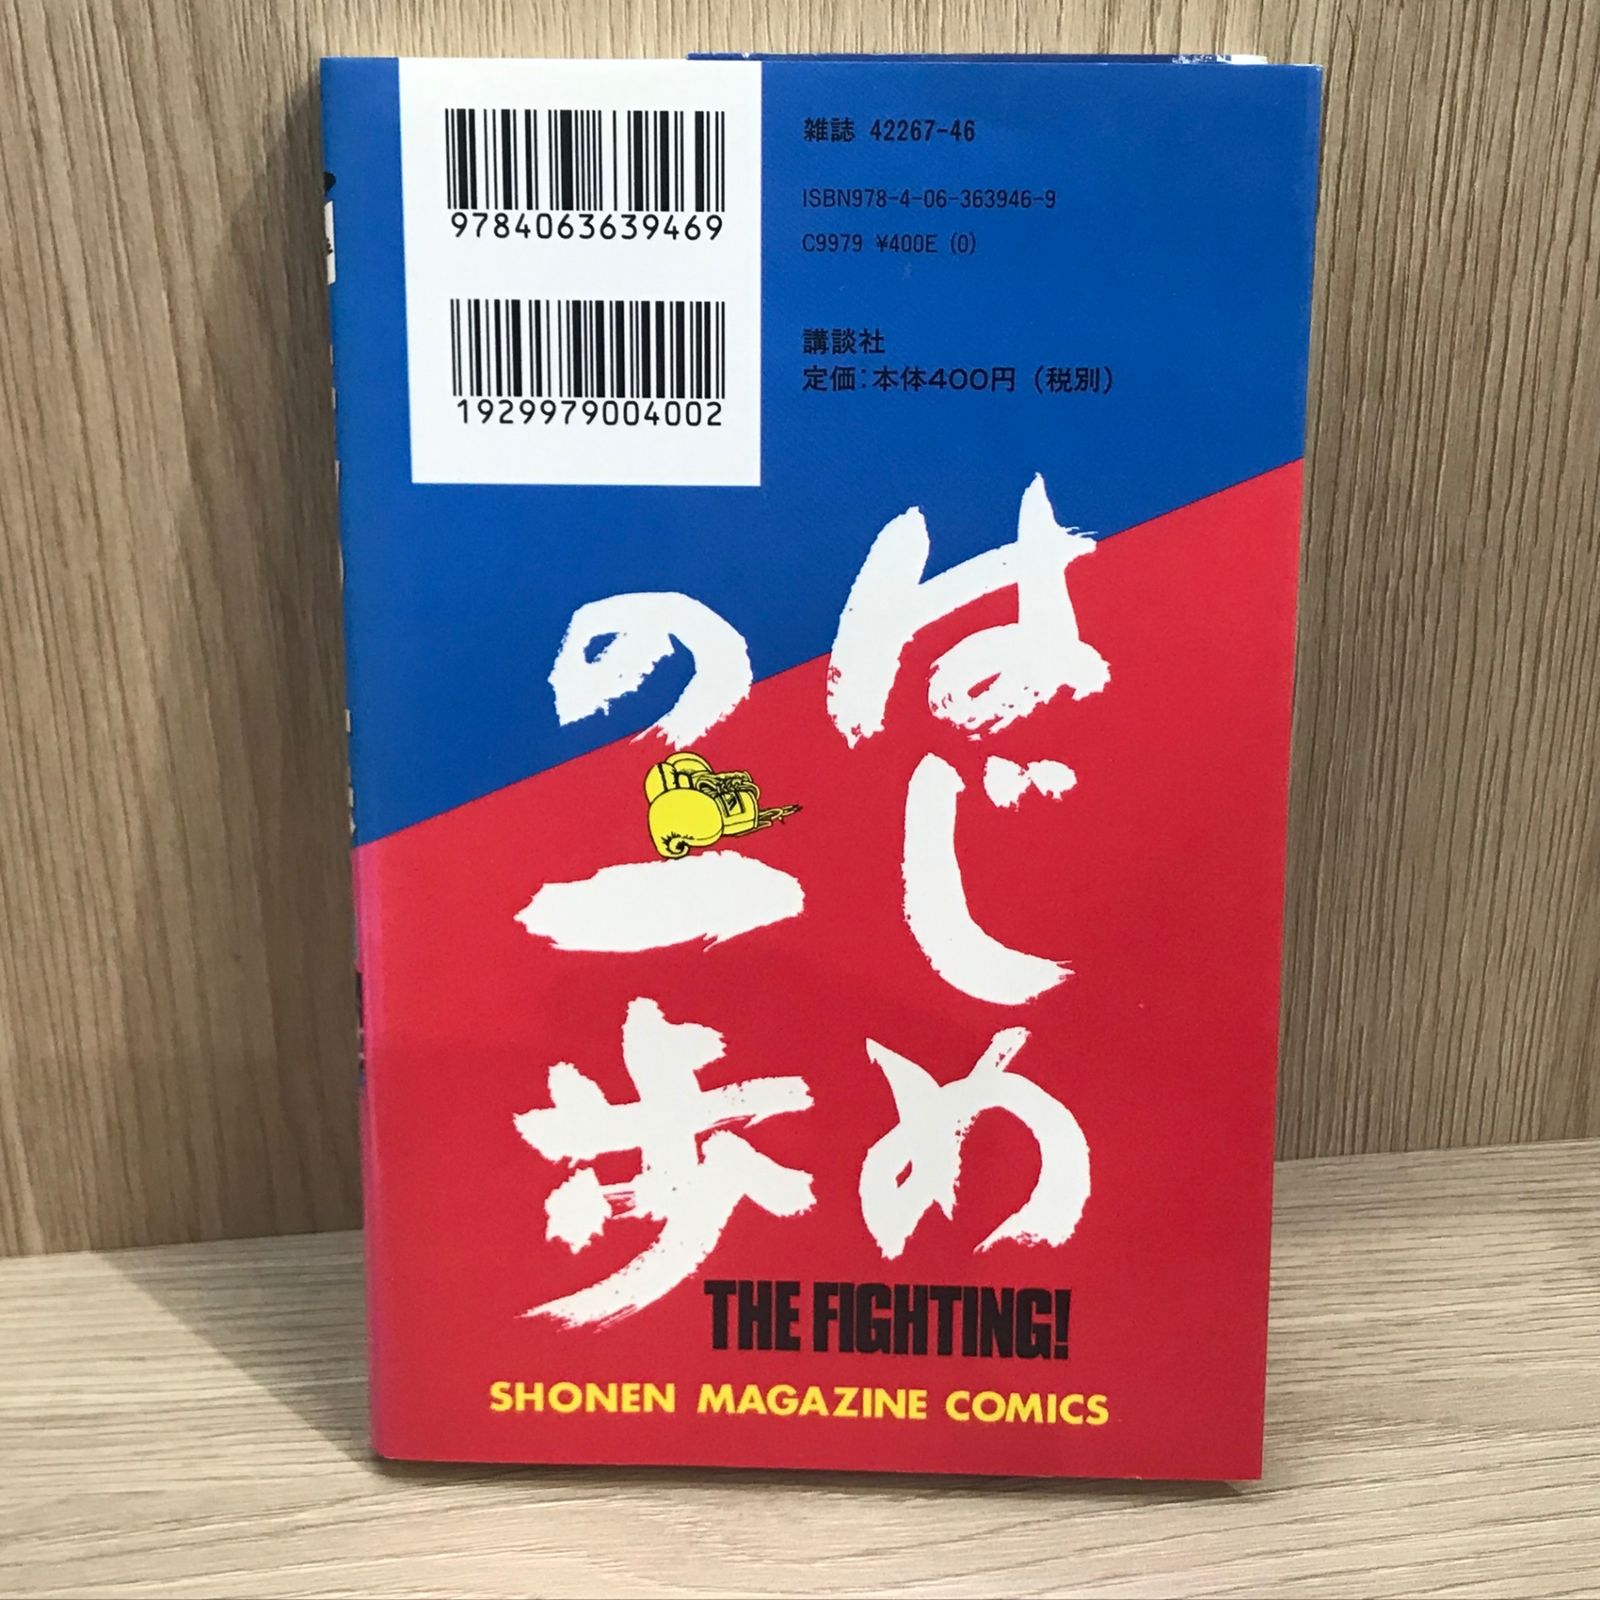 9784063639469
1929979004002
雑誌 42267-46
ISBN978-4-06-363946-9
C9979 ¥400E (0)
講談社
定価:本体400円（税別）
はじめ
の一歩
THE FIGHTING!
SHONEN MAGAZINE COMICS